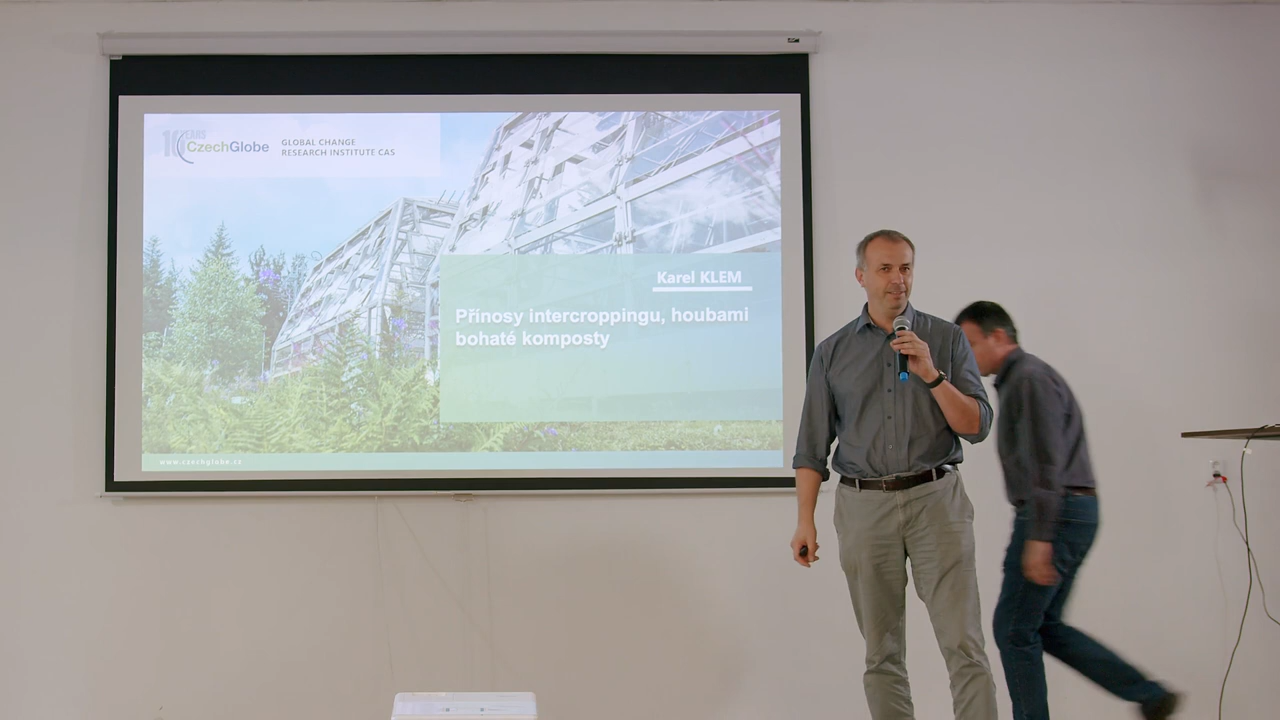 10 YEARS
CzechGlobe
GLOBAL CHANGE
RESEARCH INSTITUTE CAS
Karel KLEM
Přínosy intercroppingu, houbami
bohaté komposty
www.czechglobe.cz